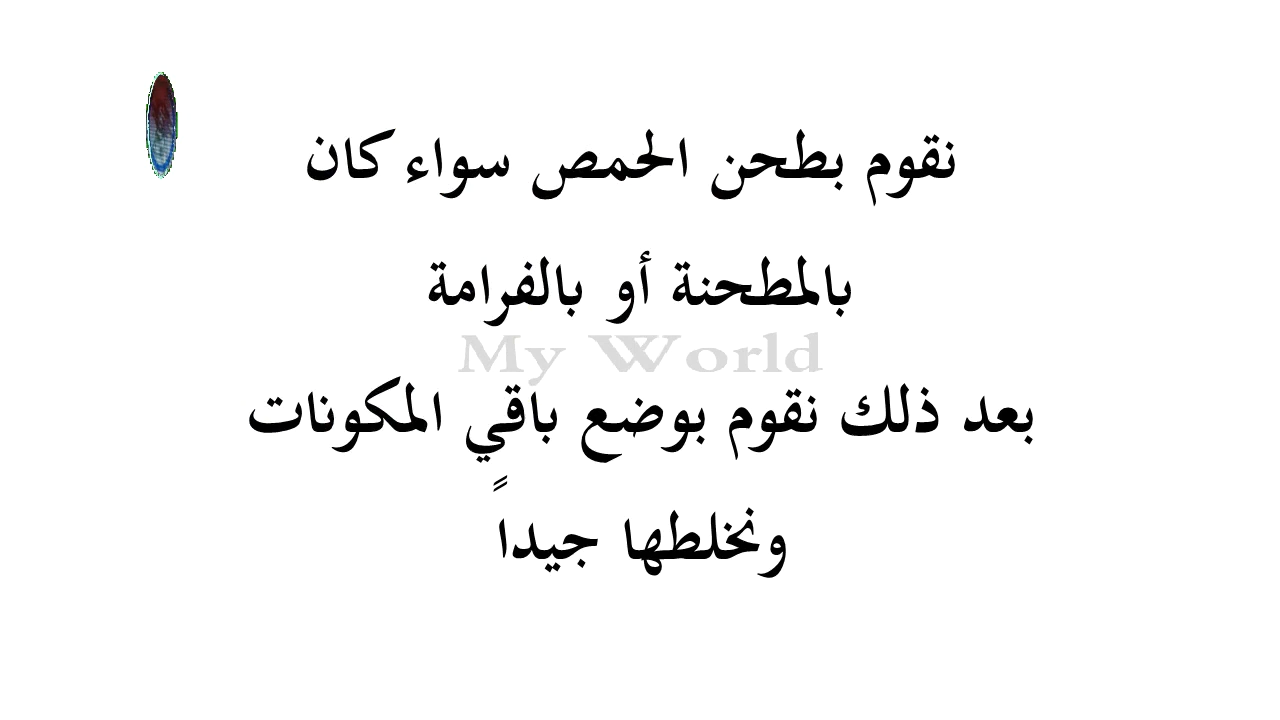 نقوم بطحن الحمص سواء كان
بالمطحنة أو بالفرامة
My World
بعد ذلك نقوم بوضع باقي المكونات
ونخلطها جيداً